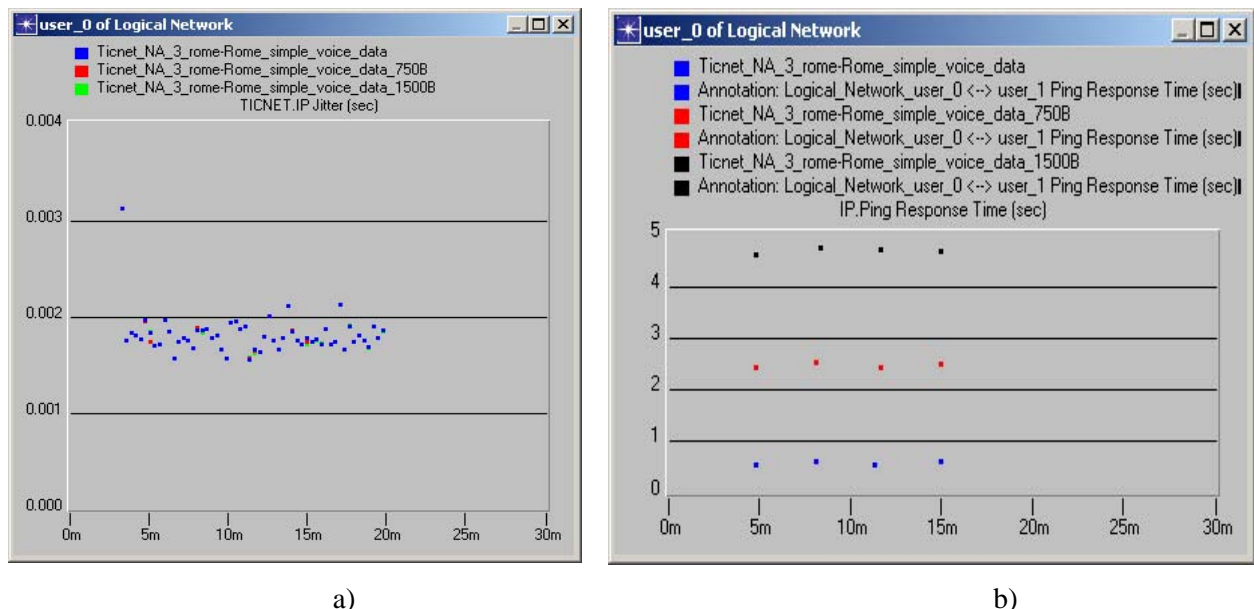 user_0 of Logical Network
Ticnet_NA_3_rome-Rome_simple_voice_data
Ticnet_NA_3_rome-Rome_simple_voice_data_750B
Ticnet_NA_3_rome-Rome_simple_voice_data_1500B
TICNET.IP Jitter (sec)
0.004
0.003
0.002
0.001
0.000
0m 5m 10m 15m 20m 25m 30m
a)
user_0 of Logical Network
Ticnet_NA_3_rome-Rome_simple_voice_data
Annotation: Logical_Network_user_0 <--> user_1 Ping Response Time (sec)
Ticnet_NA_3_rome-Rome_simple_voice_data_750B
Annotation: Logical_Network_user_0 <--> user_1 Ping Response Time (sec)
Ticnet_NA_3_rome-Rome_simple_voice_data_1500B
Annotation: Logical_Network_user_0 <--> user_1 Ping Response Time (sec)
IP.Ping Response Time (sec)
5
4
3
2
1
0
0m 5m 10m 15m 20m 25m 30m
b)